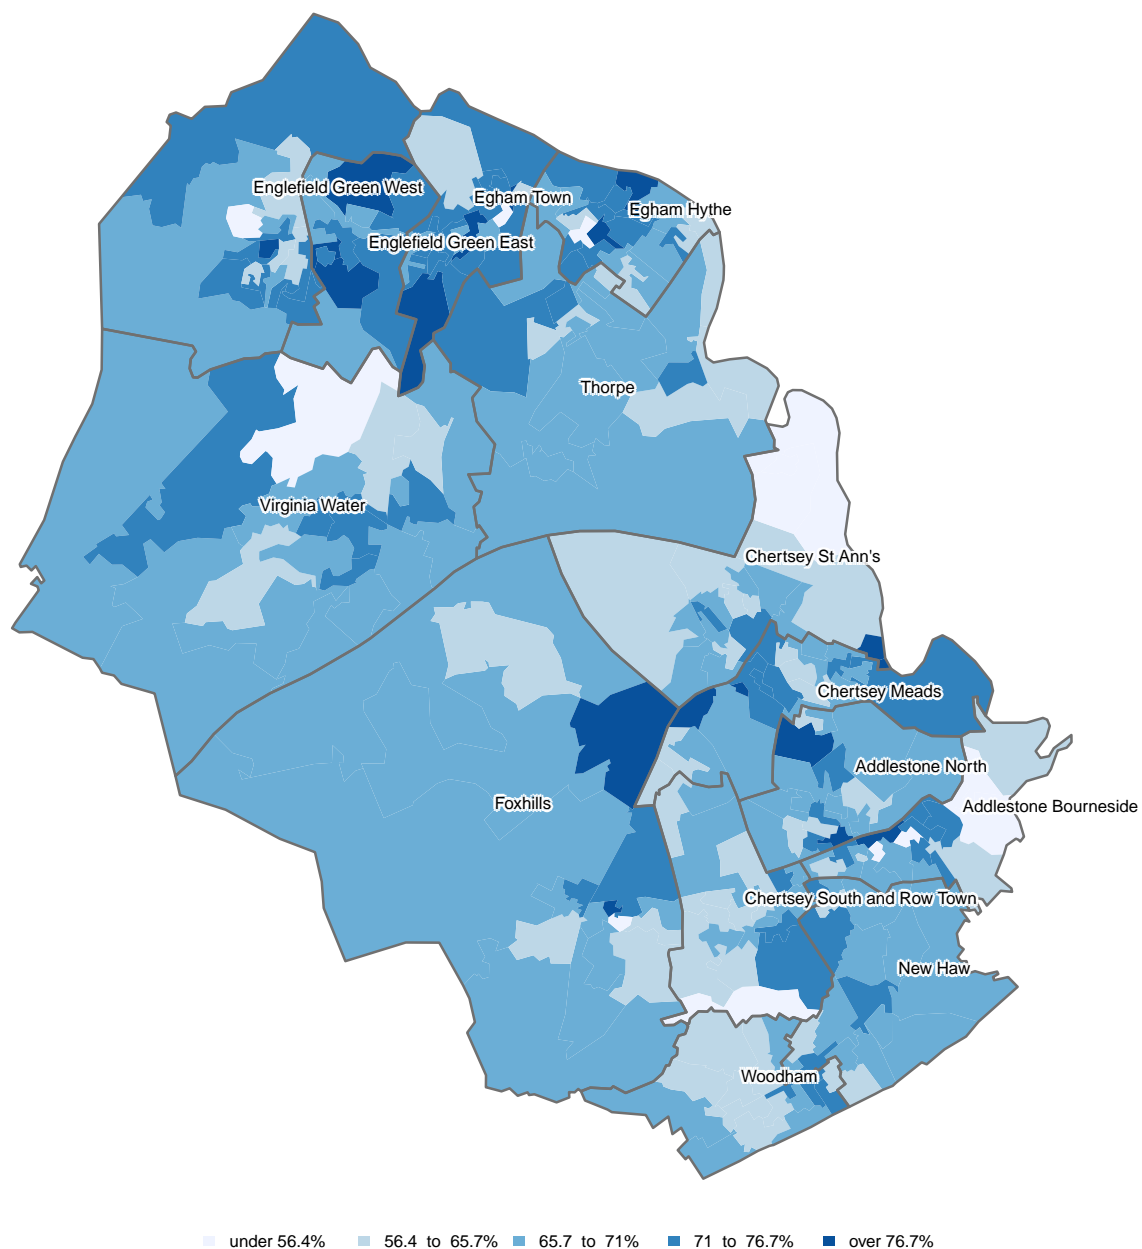 Englefield Green West
Egham Town
Egham Hythe
Englefield Green East
Thorpe
Virginia Water
Chertsey St Ann's
Chertsey Meads
Addlestone North
Foxhills
Addlestone Bourneside
Chertsey South and Row Town
New Haw
Woodham
under 56.4%
56.4 to 65.7%
65.7 to 71%
71 to 76.7%
over 76.7%